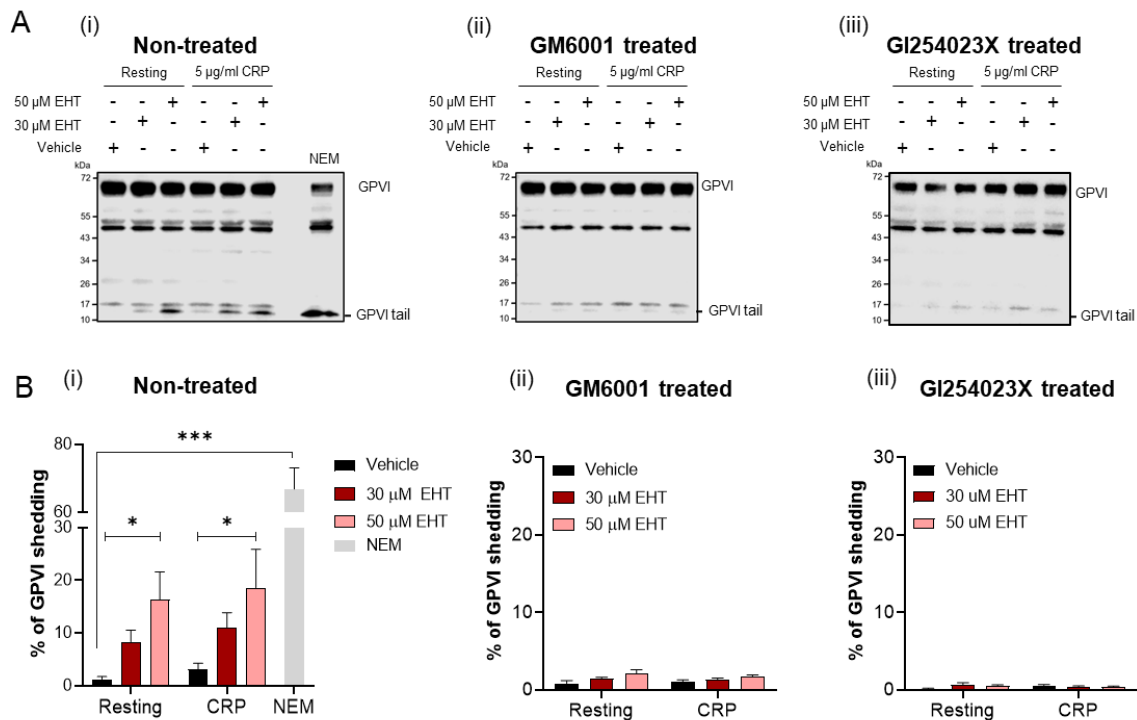 A
(i)
Non-treated
Resting
5 µg/ml CRP
50 µM EHT - - + - - +
30 µM EHT - + - - + -
Vehicle + - - + - -
NEM
kDa
72
55
43
34
26
17
10
GPVI
GPVI tail
(ii)
GM6001 treated
Resting
5 µg/ml CRP
50 µM EHT - - + - - +
30 µM EHT - + - - + -
Vehicle + - - + - -
kDa
72
55
43
34
26
17
10
GPVI
GPVI tail
(iii)
GI254023X treated
Resting
5 µg/ml CRP
50 µM EHT - - + - - +
30 µM EHT - + - - + -
Vehicle + - - + - -
kDa
72
55
43
34
26
17
10
GPVI
GPVI tail
B
(i)
Non-treated
% of GPVI shedding
80
60
30
20
10
0
***
*
*
Vehicle
30 µM EHT
50 µM EHT
NEM
Resting
CRP
NEM
(ii)
GM6001 treated
% of GPVI shedding
30
20
10
0
Vehicle
30 µM EHT
50 µM EHT
Resting
CRP
(iii)
GI254023X treated
% of GPVI shedding
30
20
10
0
Vehicle
30 uM EHT
50 uM EHT
Resting
CRP